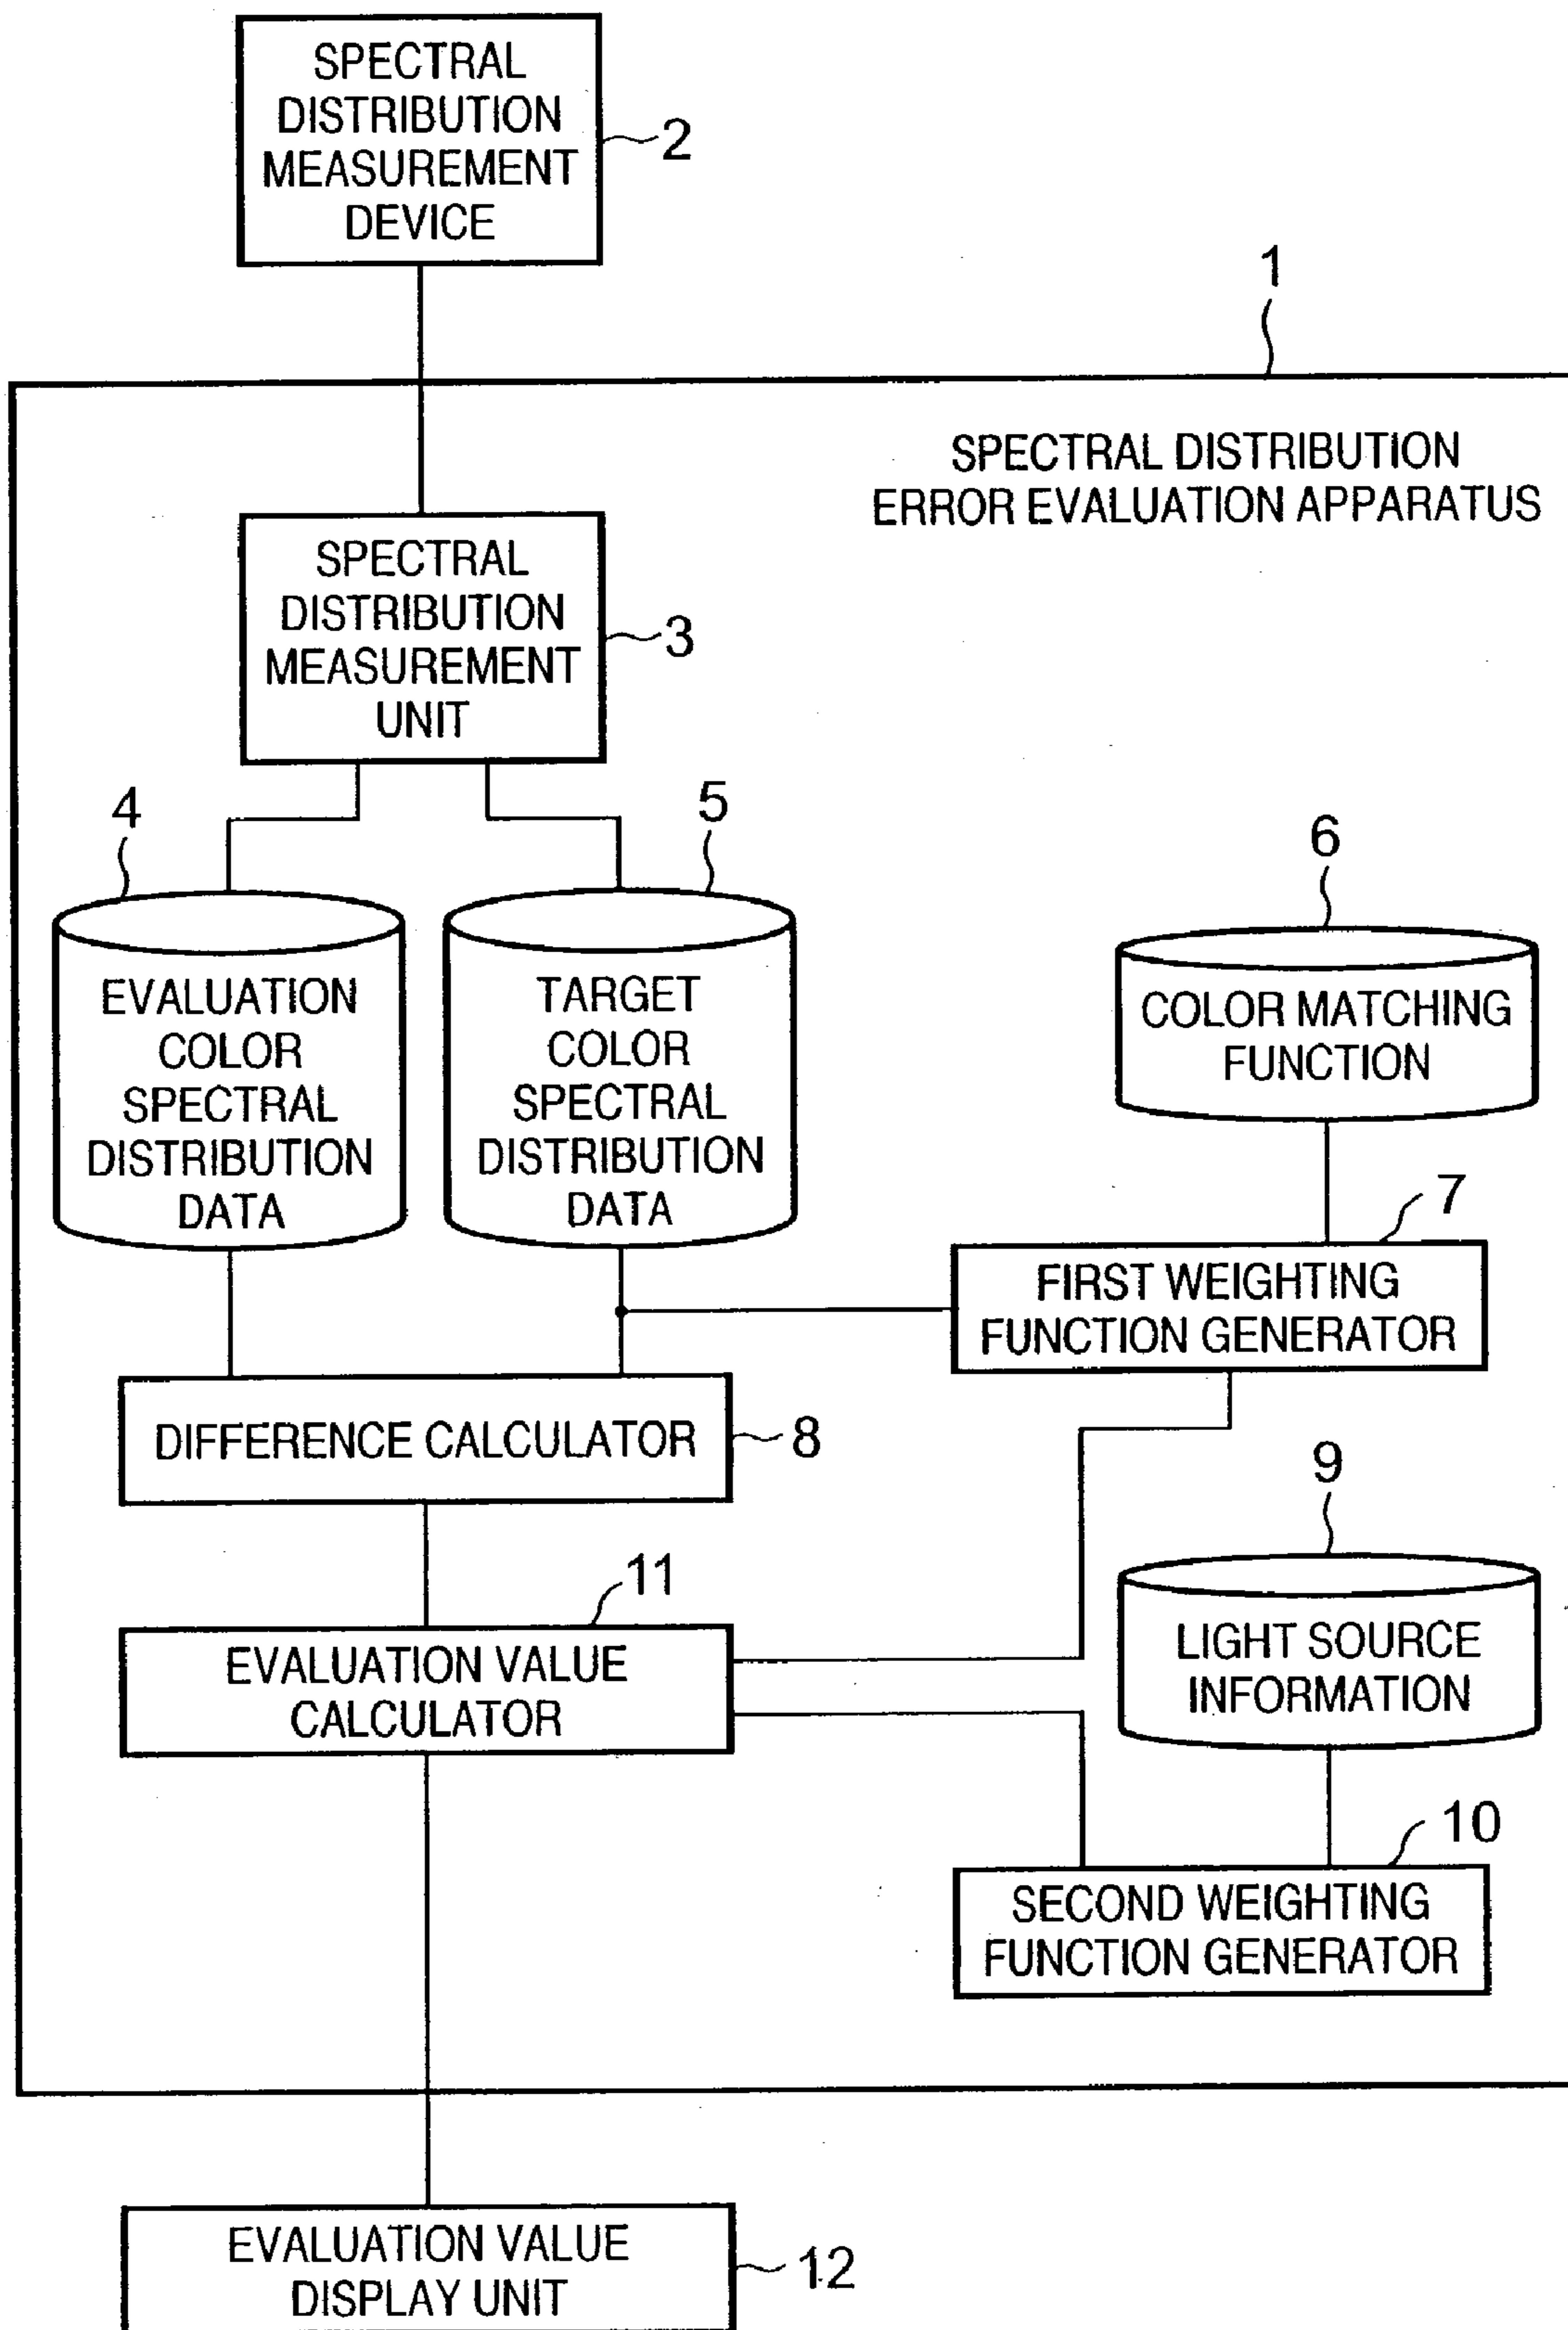 SPECTRAL
DISTRIBUTION
MEASUREMENT
DEVICE
2
1
SPECTRAL DISTRIBUTION
ERROR EVALUATION APPARATUS
SPECTRAL
DISTRIBUTION
MEASUREMENT
UNIT
3
4
5
6
EVALUATION
COLOR
SPECTRAL
DISTRIBUTION
DATA
TARGET
COLOR
SPECTRAL
DISTRIBUTION
DATA
COLOR MATCHING
FUNCTION
7
FIRST WEIGHTING
FUNCTION GENERATOR
DIFFERENCE CALCULATOR
8
9
11
EVALUATION VALUE
CALCULATOR
LIGHT SOURCE
INFORMATION
10
SECOND WEIGHTING
FUNCTION GENERATOR
EVALUATION VALUE
DISPLAY UNIT
12